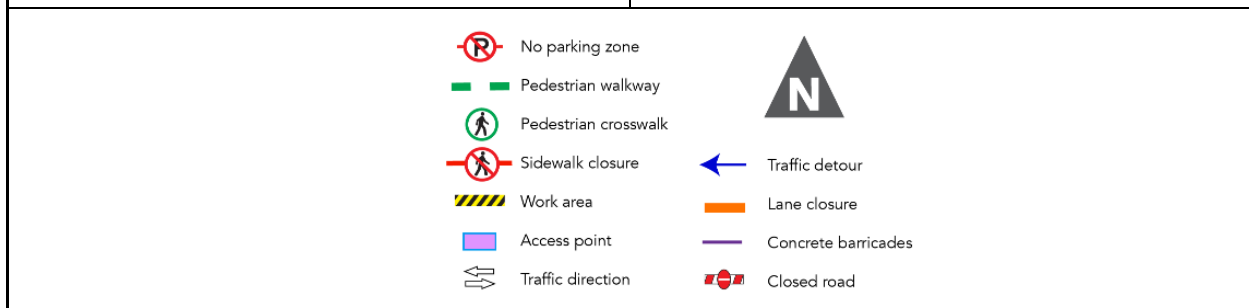 No parking zone
Pedestrian walkway
Pedestrian crosswalk
Sidewalk closure
Work area
Access point
Traffic direction
N
Traffic detour
Lane closure
Concrete barricades
Closed road
P